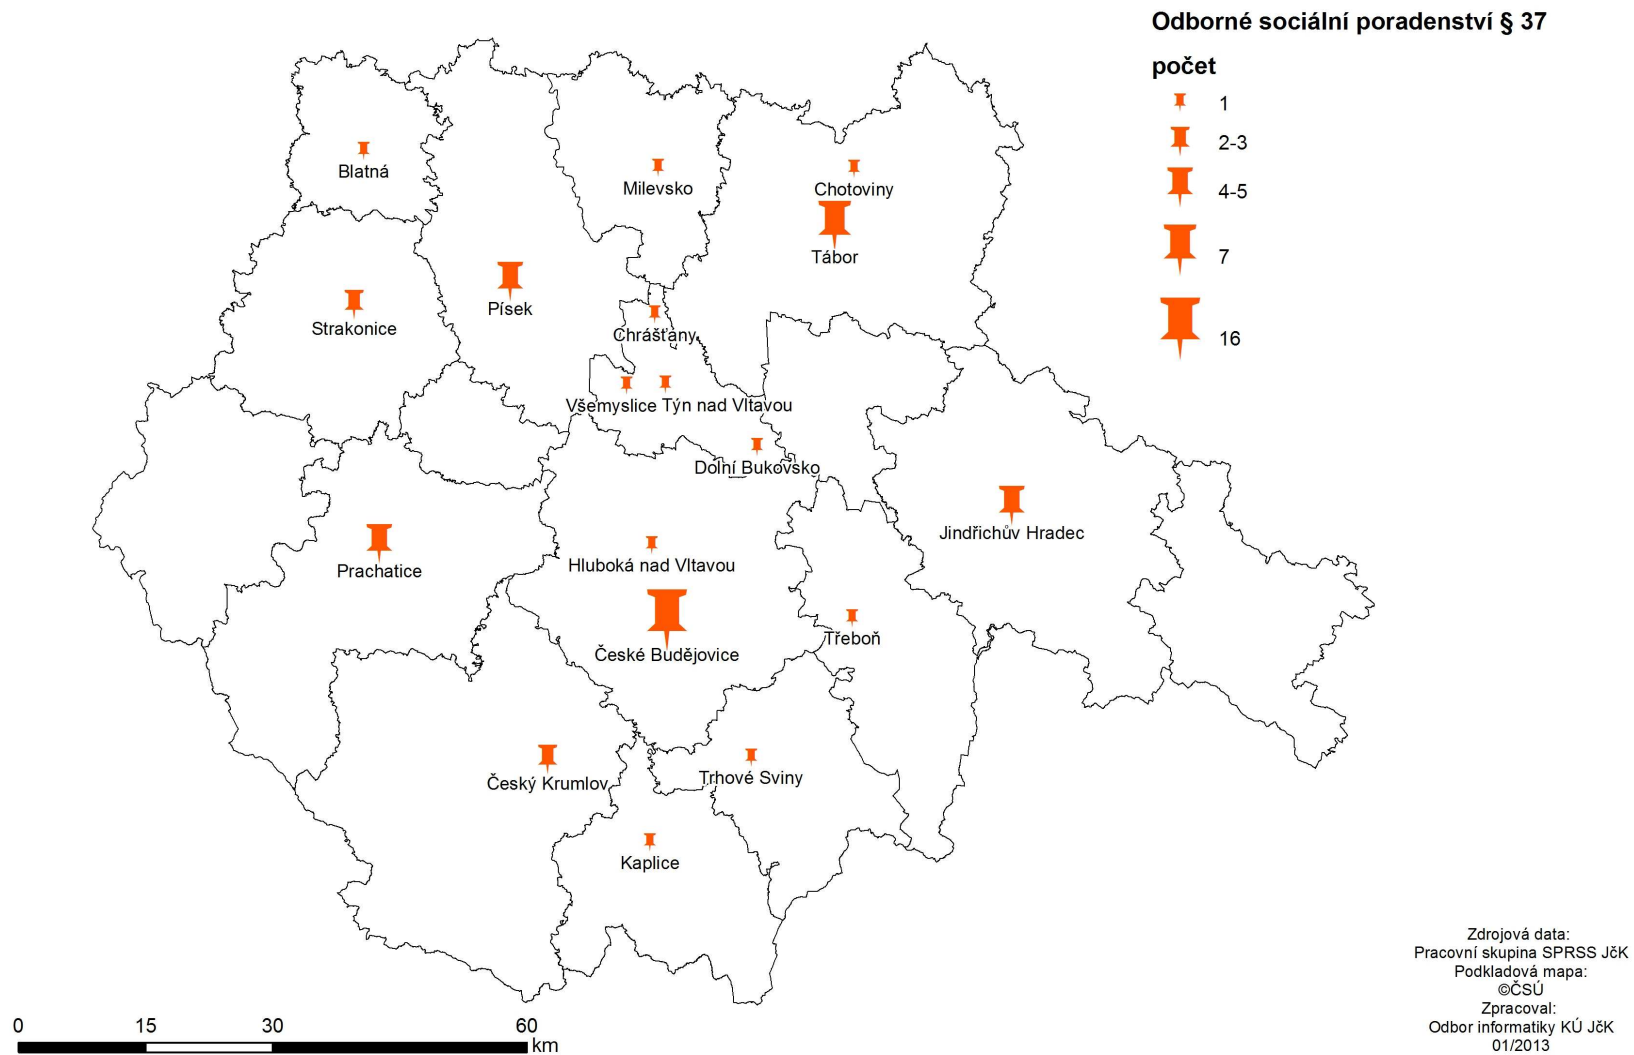 Odborné sociální poradenství § 37
počet
1
2-3
4-5
7
16
Blatná
Milevsko
Chotoviny
Tábor
Písek
Strakonice
Chrášťany
Všemyslice
Týn nad Vltavou
Dolní Bukovsko
Jindřichův Hradec
Prachatice
Hluboká nad Vltavou
Třeboň
České Budějovice
Český Krumlov
Trhové Sviny
Kaplice
Zdrojová data:
Pracovní skupina SPRSS JčK
Podkladová mapa:
©ČSÚ
Zpracoval:
Odbor informatiky KÚ JčK
01/2013
0 15 30 60
km